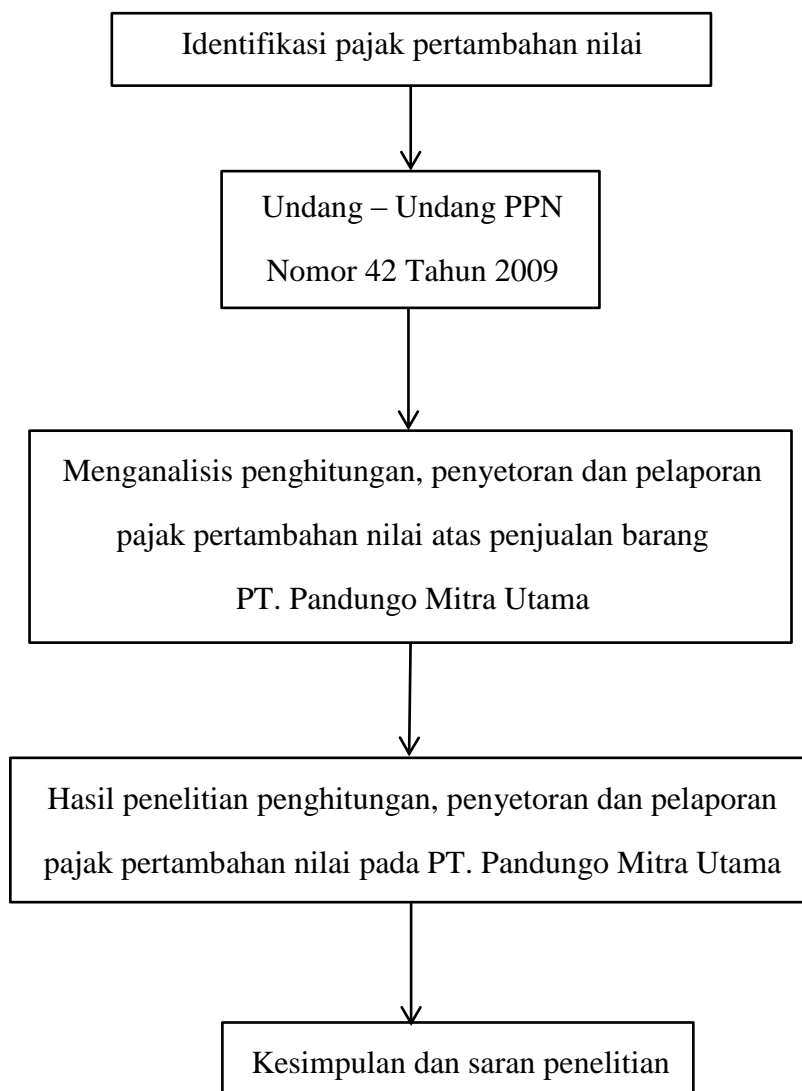 Identifikasi pajak pertambahan nilai
Undang – Undang PPN
Nomor 42 Tahun 2009
Menganalisis penghitungan, penyetoran dan pelaporan
pajak pertambahan nilai atas penjualan barang
PT. Pandungo Mitra Utama
Hasil penelitian penghitungan, penyetoran dan pelaporan
pajak pertambahan nilai pada PT. Pandungo Mitra Utama
Kesimpulan dan saran penelitian